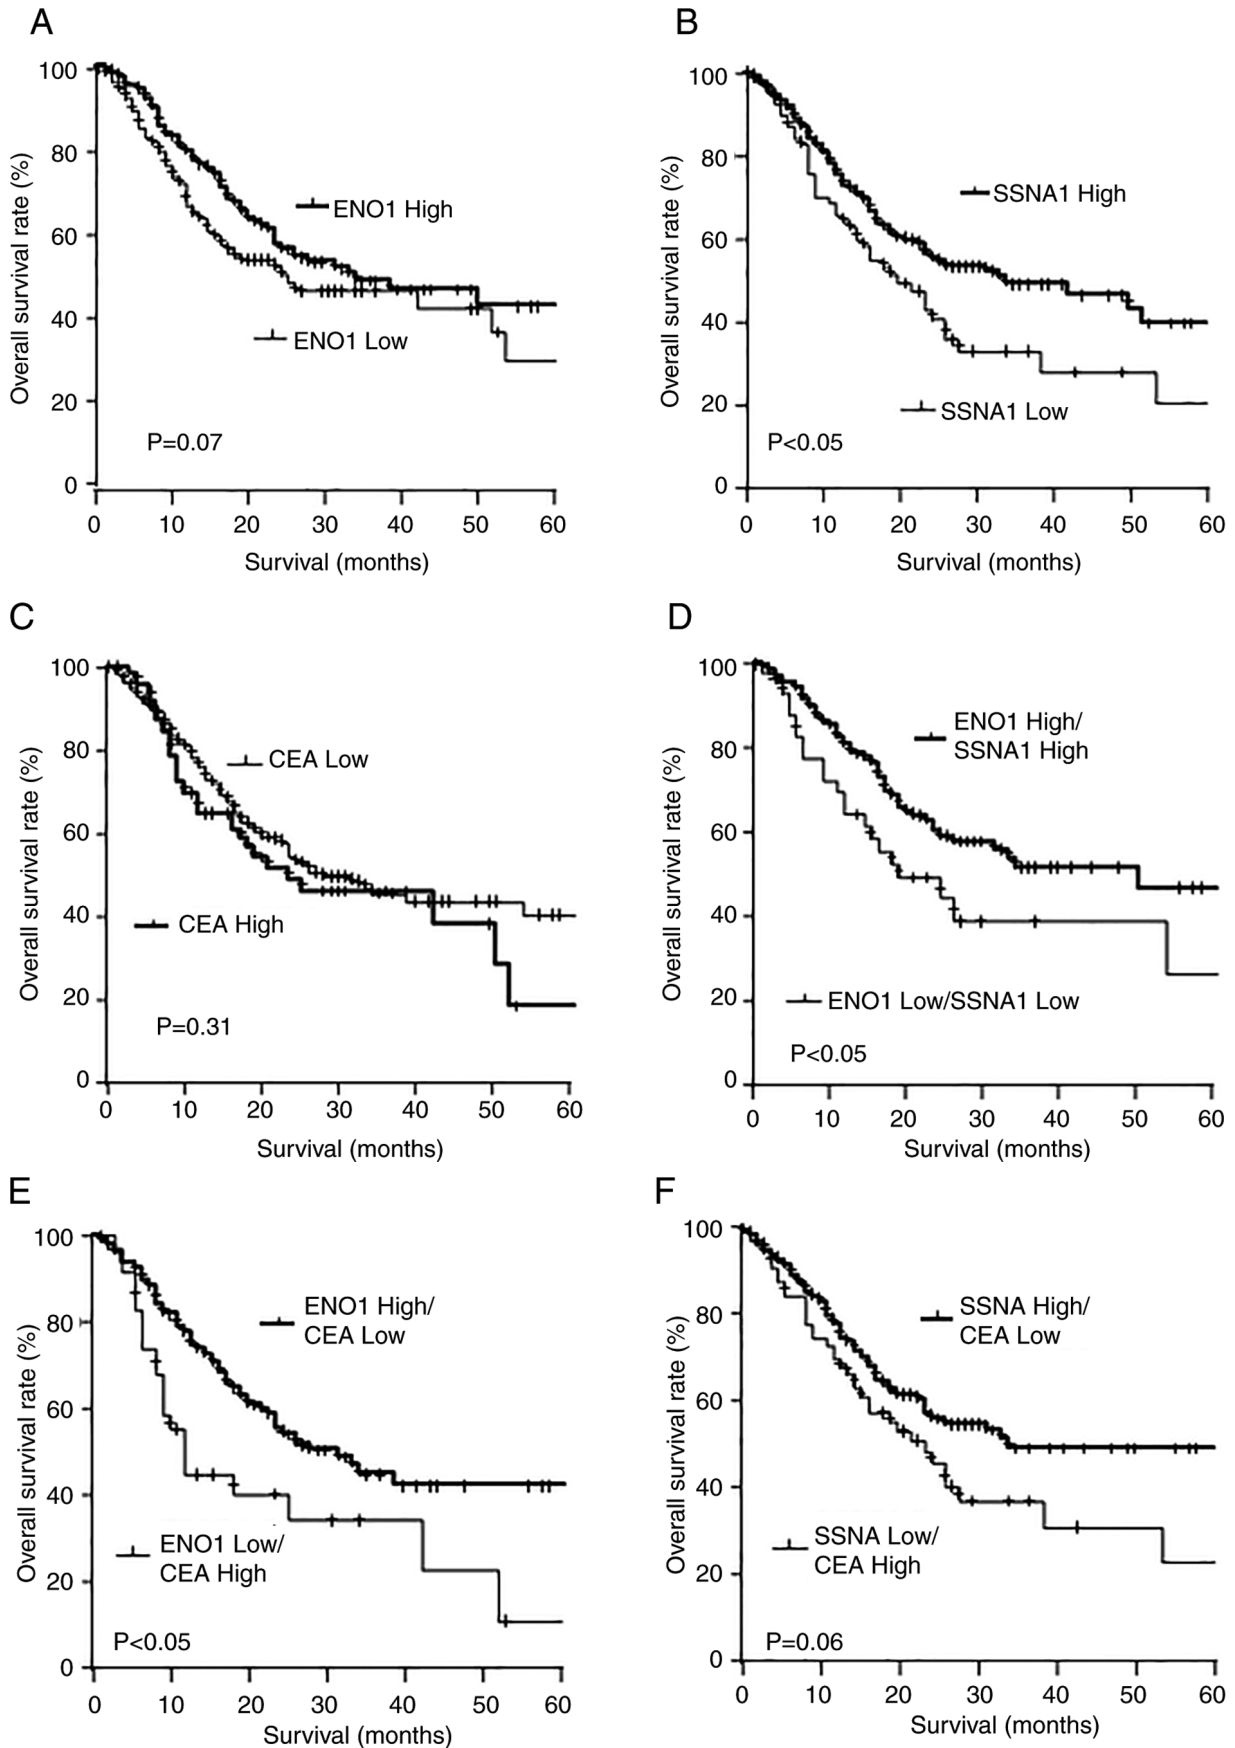 A
Overall survival rate (%)
100
80
60
40
20
0
ENO1 High
ENO1 Low
P=0.07
0 10 20 30 40 50 60
Survival (months)
B
Overall survival rate (%)
100
80
60
40
20
0
SSNA1 High
SSNA1 Low
P<0.05
0 10 20 30 40 50 60
Survival (months)
C
Overall survival rate (%)
100
80
60
40
20
0
CEA Low
CEA High
P=0.31
0 10 20 30 40 50 60
Survival (months)
D
Overall survival rate (%)
100
80
60
40
20
0
ENO1 High/
SSNA1 High
ENO1 Low/SSNA1 Low
P<0.05
0 10 20 30 40 50 60
Survival (months)
E
Overall survival rate (%)
100
80
60
40
20
0
ENO1 High/
CEA Low
ENO1 Low/
CEA High
P<0.05
0 10 20 30 40 50 60
Survival (months)
F
Overall survival rate (%)
100
80
60
40
20
0
SSNA High/
CEA Low
SSNA Low/
CEA High
P=0.06
0 10 20 30 40 50 60
Survival (months)